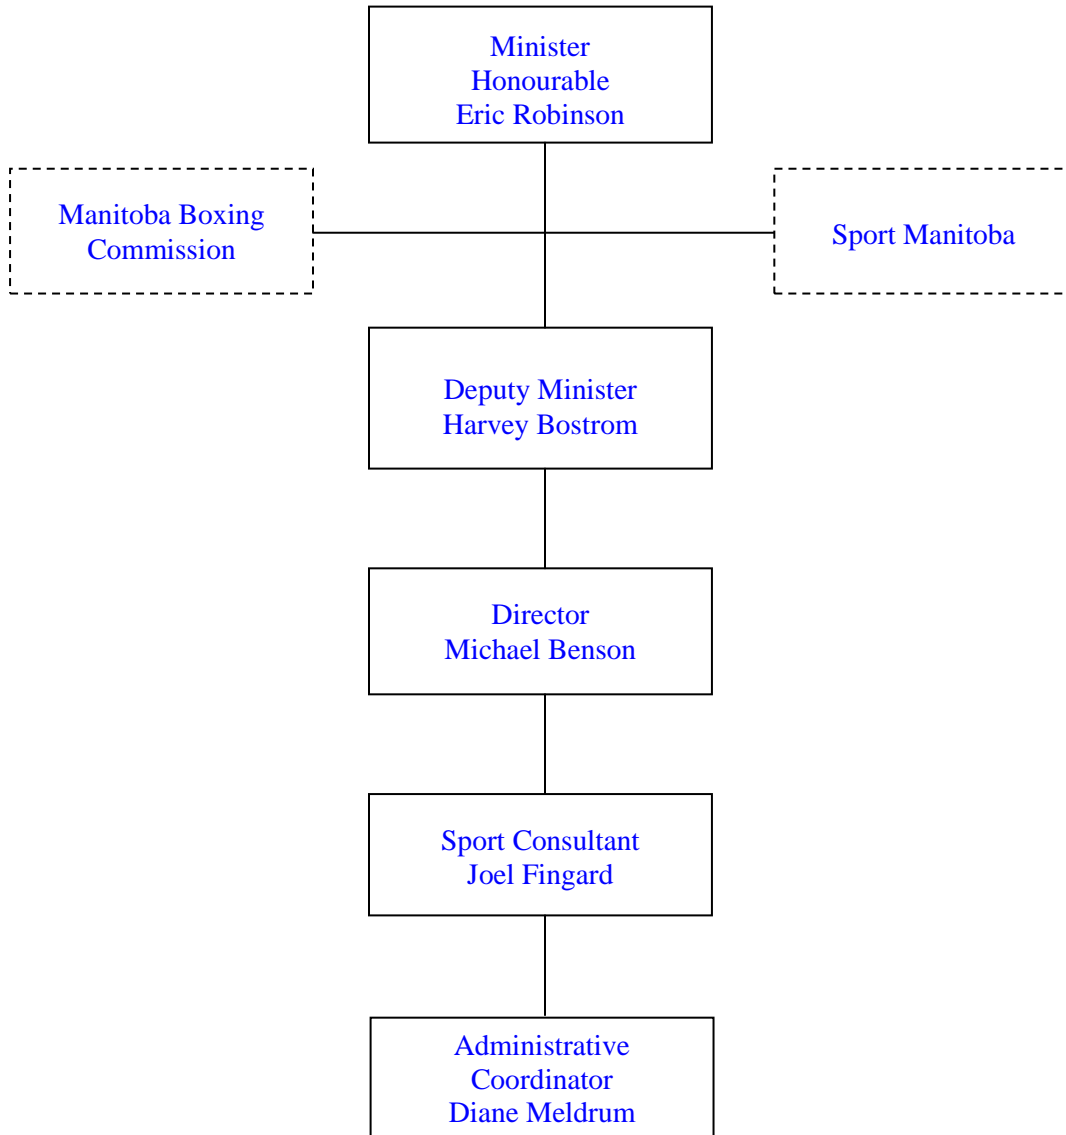 Minister
Honourable
Eric Robinson
Manitoba Boxing
Commission
Sport Manitoba
Deputy Minister
Harvey Bostrom
Director
Michael Benson
Sport Consultant
Joel Fingard
Administrative
Coordinator
Diane Meldrum